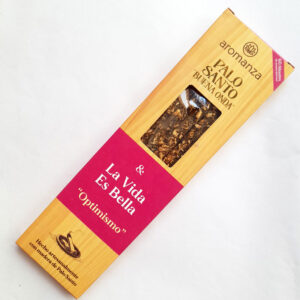 aromanza
PALO
SANTO
"BUENA ONDA"
&
La Vida
Es Bella
"Optimismo"
Hecho artesanalmente
con madera de Palo Santo